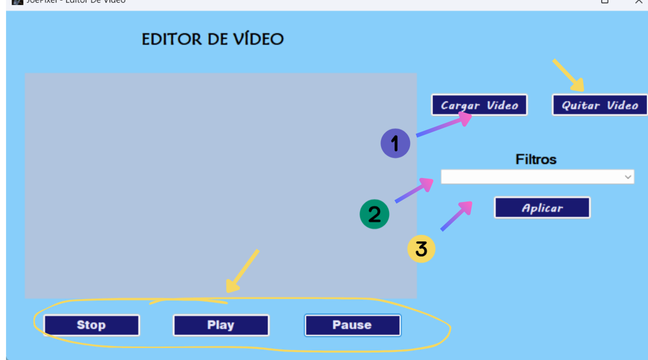 JoePixel - Editor De Video
EDITOR DE VÍDEO
Cargar Video
Quitar Video
1
Filtros
2
Aplicar
3
Stop
Play
Pause